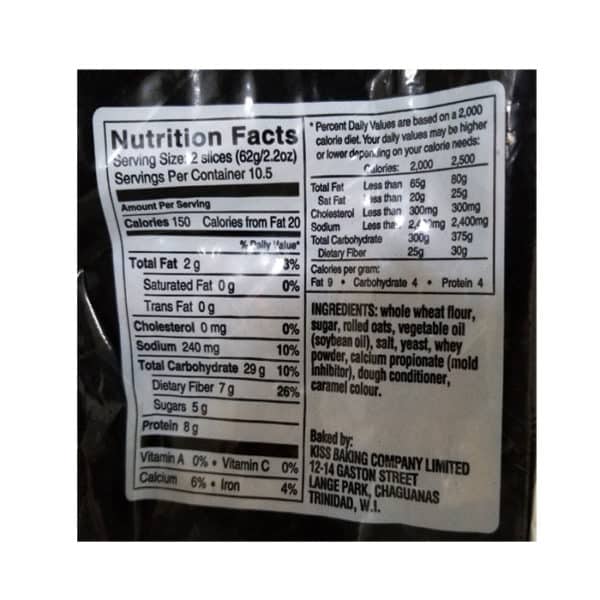 Nutrition Facts
Serving Size: 2 slices (62g/2.2oz)
Servings Per Container 10.5
Amount Per Serving
Calories 150 Calories from Fat 20
% Daily Value*
Total Fat 2 g 3%
Saturated Fat 0 g 0%
Trans Fat 0 g
Cholesterol 0 mg 0%
Sodium 240 mg 10%
Total Carbohydrate 29 g 10%
Dietary Fiber 7 g 26%
Sugars 5 g
Protein 8 g
Vitamin A 0% • Vitamin C 0%
Calcium 6% • Iron 4%
* Percent Daily Values are based on a 2,000
calorie diet. Your daily values may be higher
or lower depending on your calorie needs:
Calories: 2,000 2,500
Total Fat Less than 65g 80g
Sat Fat Less than 20g 25g
Cholesterol Less than 300mg 300mg
Sodium Less than 2,400mg 2,400mg
Total Carbohydrate 300g 375g
Dietary Fiber 25g 30g
Calories per gram:
Fat 9 • Carbohydrate 4 • Protein 4
INGREDIENTS: whole wheat flour,
sugar, rolled oats, vegetable oil
(soybean oil), salt, yeast, whey
powder, calcium propionate (mold
inhibitor), dough conditioner,
caramel colour.
Baked by:
KISS BAKING COMPANY LIMITED
12-14 GASTON STREET
LANGE PARK, CHAGUANAS
TRINIDAD, W.I.